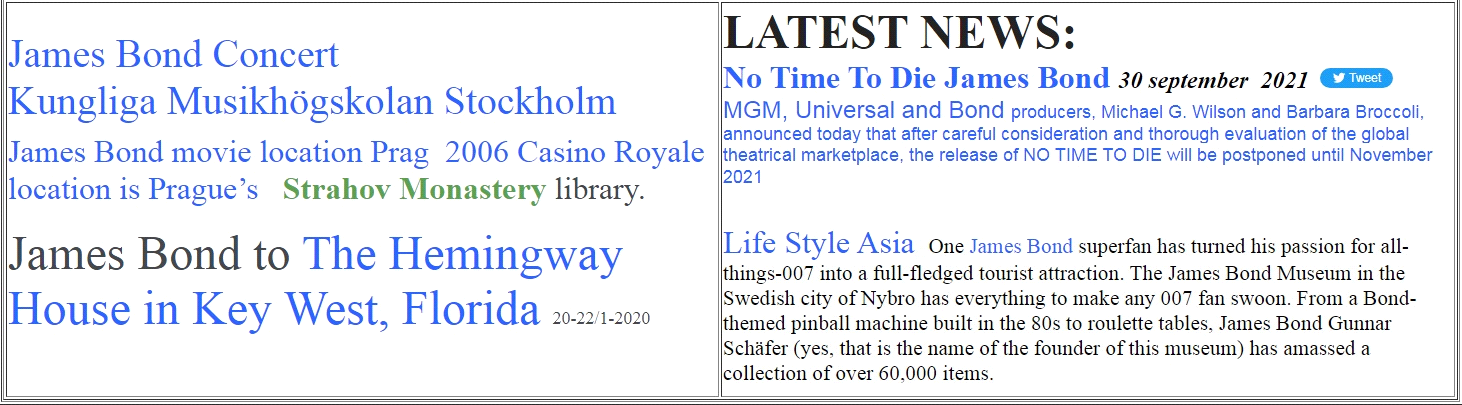 James Bond Concert
Kungliga Musikhögskolan Stockholm
James Bond movie location Prag 2006 Casino Royale
location is Prague’s Strahov Monastery library.
James Bond to The Hemingway
House in Key West, Florida 20-22/1-2020
LATEST NEWS:
No Time To Die James Bond 30 september 2021 Tweet
MGM, Universal and Bond producers, Michael G. Wilson and Barbara Broccoli,
announced today that after careful consideration and thorough evaluation of the global
theatrical marketplace, the release of NO TIME TO DIE will be postponed until November
2021
Life Style Asia One James Bond superfan has turned his passion for all-
things-007 into a full-fledged tourist attraction. The James Bond Museum in the
Swedish city of Nybro has everything to make any 007 fan swoon. From a Bond-
themed pinball machine built in the 80s to roulette tables, James Bond Gunnar
Schäfer (yes, that is the name of the founder of this museum) has amassed a
collection of over 60,000 items.